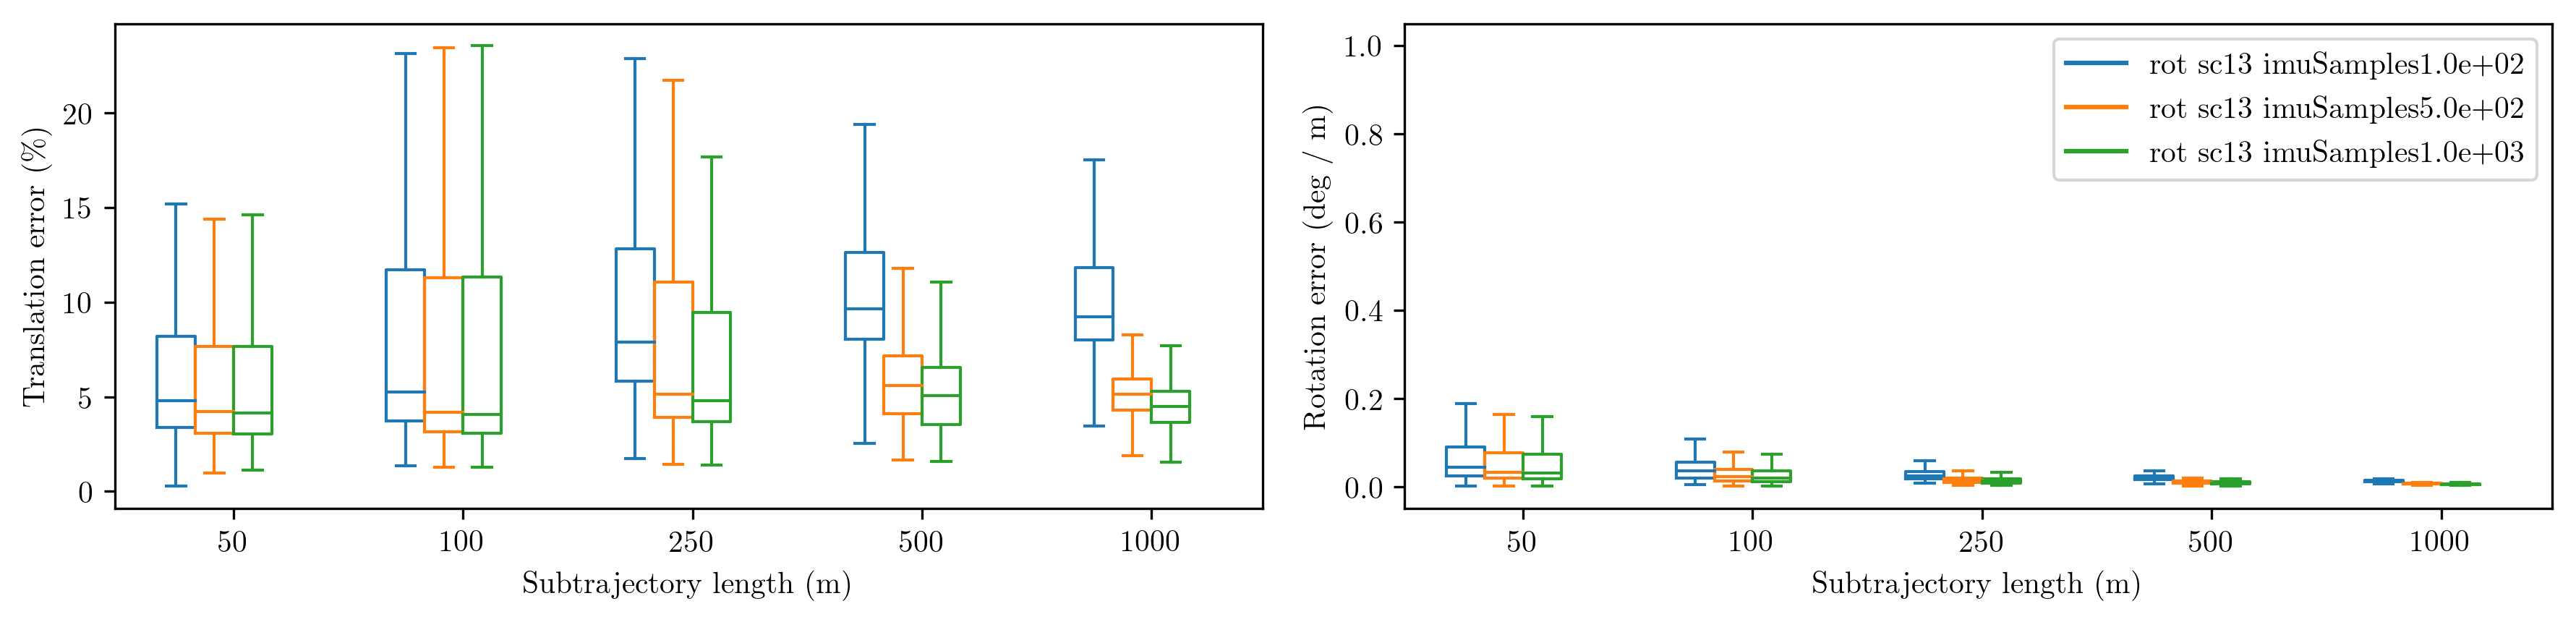 Translation error (%)
20
15
10
5
0
50 100 250 500 1000
Subtrajectory length (m)
Rotation error (deg / m)
1.0
0.8
0.6
0.4
0.2
0.0
50 100 250 500 1000
Subtrajectory length (m)
rot sc13 imuSamples1.0e+02
rot sc13 imuSamples5.0e+02
rot sc13 imuSamples1.0e+03